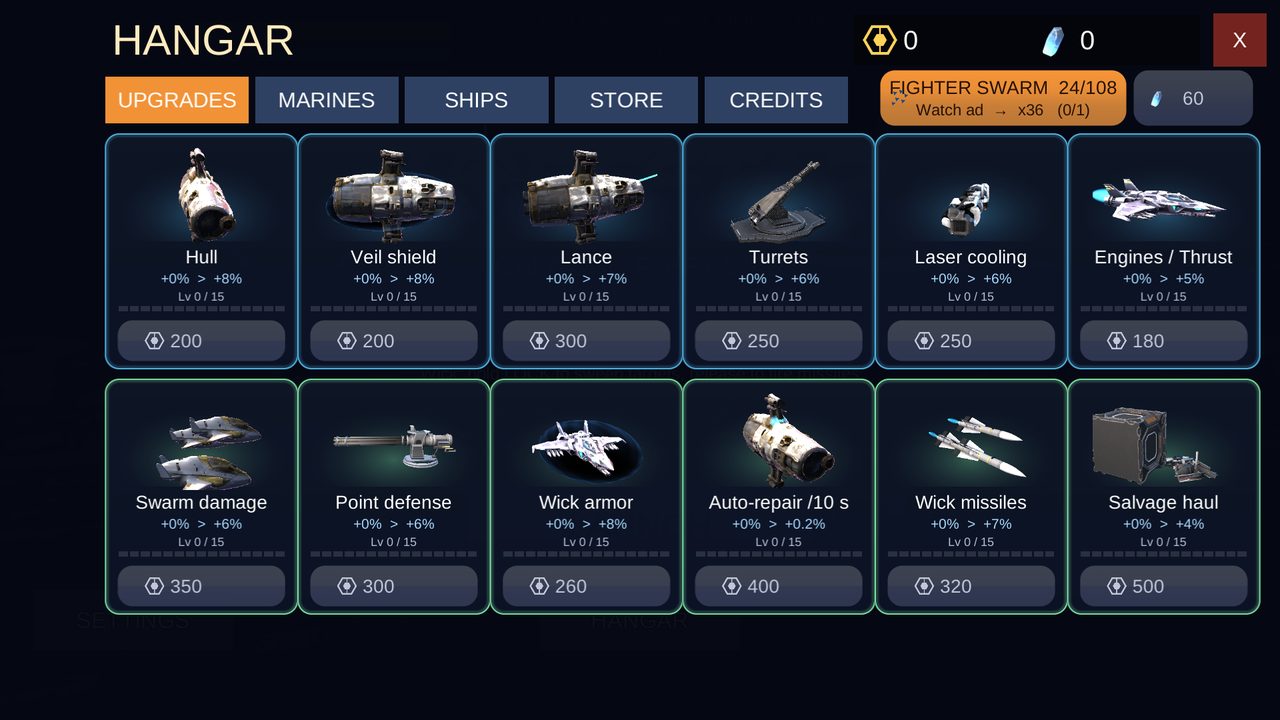 HANGAR
0
0
X
UPGRADES
MARINES
SHIPS
STORE
CREDITS
FIGHTER SWARM 24/108
Watch ad → x36 (0/1)
60
Hull
+0% > +8%
Lv 0 / 15
200
Veil shield
+0% > +8%
Lv 0 / 15
200
Lance
+0% > +7%
Lv 0 / 15
300
Turrets
+0% > +6%
Lv 0 / 15
250
Laser cooling
+0% > +6%
Lv 0 / 15
250
Engines / Thrust
+0% > +5%
Lv 0 / 15
180
Swarm damage
+0% > +6%
Lv 0 / 15
350
Point defense
+0% > +6%
Lv 0 / 15
300
Wick armor
+0% > +8%
Lv 0 / 15
260
Auto-repair /10 s
+0% > +0.2%
Lv 0 / 15
400
Wick missiles
+0% > +7%
Lv 0 / 15
320
Salvage haul
+0% > +4%
Lv 0 / 15
500
SETTINGS
HANGAR